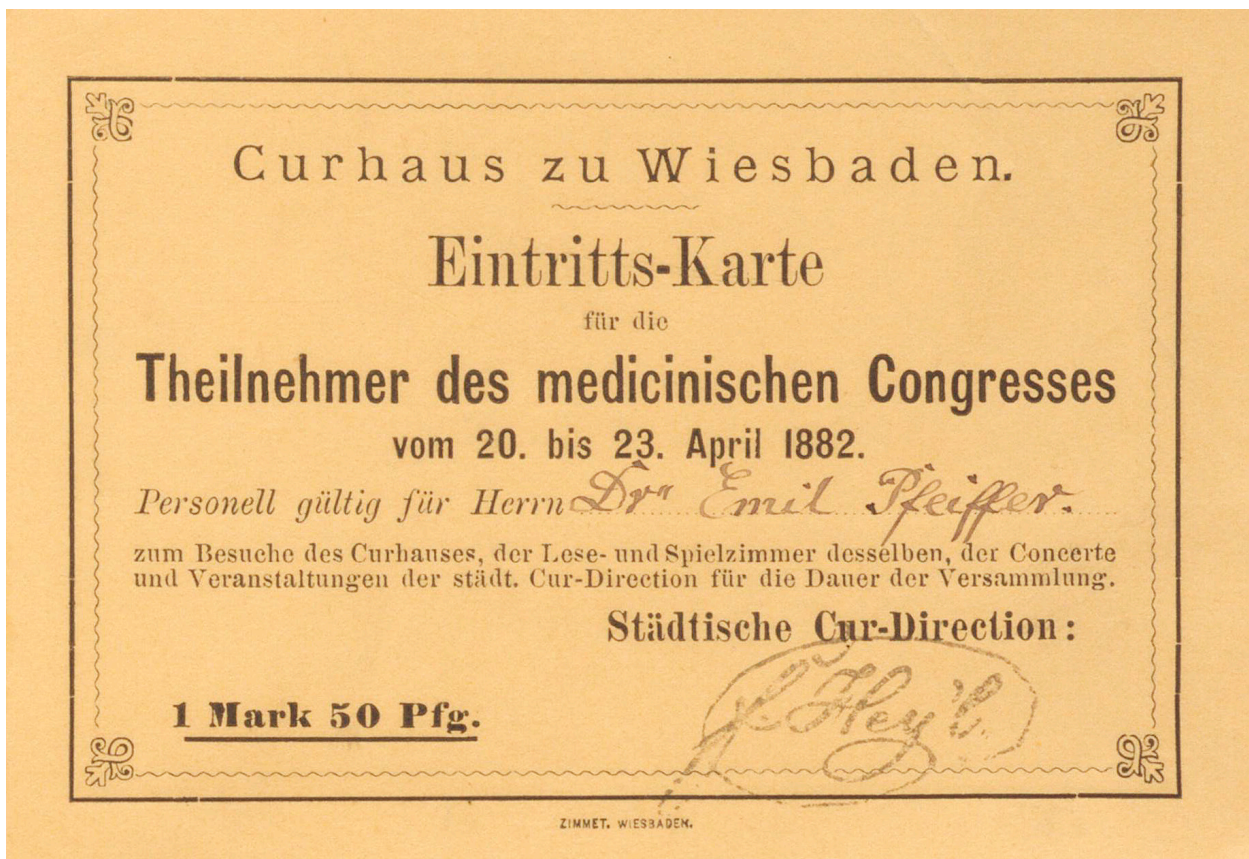 Curhaus zu Wiesbaden.
Eintritts-Karte
für die
Theilnehmer des medicinischen Congresses
vom 20. bis 23. April 1882.
Personell gültig für Herrn Dr Emil Pfeiffer.
zum Besuche des Curhauses, der Lese- und Spielzimmer desselben, der Concerte
und Veranstaltungen der städt. Cur-Direction für die Dauer der Versammlung.
Städtische Cur-Direction:
1 Mark 50 Pfg.
Hey'l.
ZIMMET. WIESBADEN.